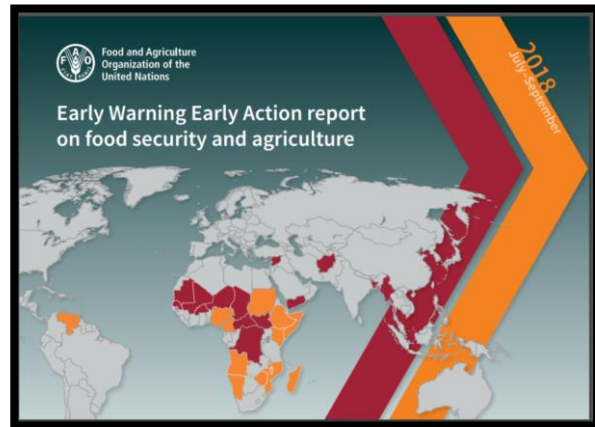 Food and Agriculture
Organization of the
United Nations
Early Warning Early Action report
on food security and agriculture
2018
July–September